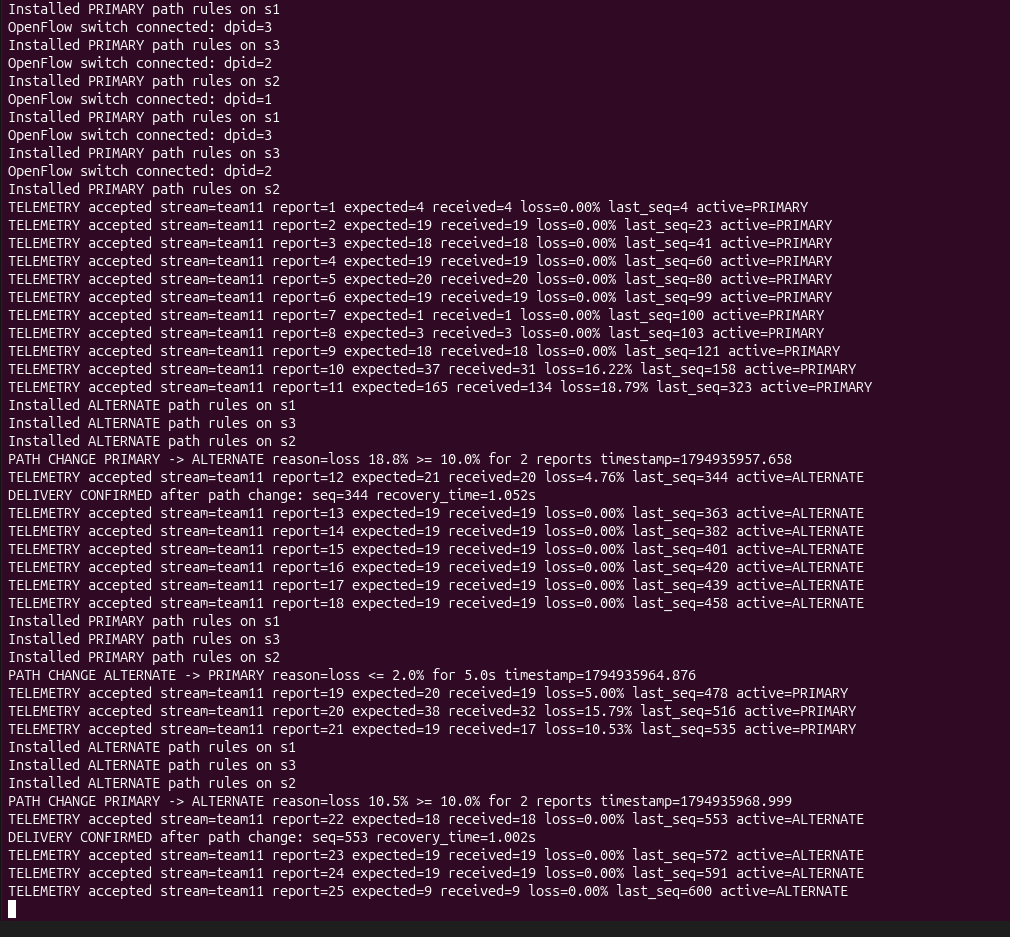 Installed PRIMARY path rules on s1
OpenFlow switch connected: dpid=3
Installed PRIMARY path rules on s3
OpenFlow switch connected: dpid=2
Installed PRIMARY path rules on s2
OpenFlow switch connected: dpid=1
Installed PRIMARY path rules on s1
OpenFlow switch connected: dpid=3
Installed PRIMARY path rules on s3
OpenFlow switch connected: dpid=2
Installed PRIMARY path rules on s2
TELEMETRY accepted stream=team11 report=1 expected=4 received=4 loss=0.00% last_seq=4 active=PRIMARY
TELEMETRY accepted stream=team11 report=2 expected=19 received=19 loss=0.00% last_seq=23 active=PRIMARY
TELEMETRY accepted stream=team11 report=3 expected=18 received=18 loss=0.00% last_seq=41 active=PRIMARY
TELEMETRY accepted stream=team11 report=4 expected=19 received=19 loss=0.00% last_seq=60 active=PRIMARY
TELEMETRY accepted stream=team11 report=5 expected=20 received=20 loss=0.00% last_seq=80 active=PRIMARY
TELEMETRY accepted stream=team11 report=6 expected=19 received=19 loss=0.00% last_seq=99 active=PRIMARY
TELEMETRY accepted stream=team11 report=7 expected=1 received=1 loss=0.00% last_seq=100 active=PRIMARY
TELEMETRY accepted stream=team11 report=8 expected=3 received=3 loss=0.00% last_seq=103 active=PRIMARY
TELEMETRY accepted stream=team11 report=9 expected=18 received=18 loss=0.00% last_seq=121 active=PRIMARY
TELEMETRY accepted stream=team11 report=10 expected=37 received=31 loss=16.22% last_seq=158 active=PRIMARY
TELEMETRY accepted stream=team11 report=11 expected=165 received=134 loss=18.79% last_seq=323 active=PRIMARY
Installed ALTERNATE path rules on s1
Installed ALTERNATE path rules on s3
Installed ALTERNATE path rules on s2
PATH CHANGE PRIMARY -> ALTERNATE reason=loss 18.8% >= 10.0% for 2 reports timestamp=1794935957.658
TELEMETRY accepted stream=team11 report=12 expected=21 received=20 loss=4.76% last_seq=344 active=ALTERNATE
DELIVERY CONFIRMED after path change: seq=344 recovery_time=1.052s
TELEMETRY accepted stream=team11 report=13 expected=19 received=19 loss=0.00% last_seq=363 active=ALTERNATE
TELEMETRY accepted stream=team11 report=14 expected=19 received=19 loss=0.00% last_seq=382 active=ALTERNATE
TELEMETRY accepted stream=team11 report=15 expected=19 received=19 loss=0.00% last_seq=401 active=ALTERNATE
TELEMETRY accepted stream=team11 report=16 expected=19 received=19 loss=0.00% last_seq=420 active=ALTERNATE
TELEMETRY accepted stream=team11 report=17 expected=19 received=19 loss=0.00% last_seq=439 active=ALTERNATE
TELEMETRY accepted stream=team11 report=18 expected=19 received=19 loss=0.00% last_seq=458 active=ALTERNATE
Installed PRIMARY path rules on s1
Installed PRIMARY path rules on s3
Installed PRIMARY path rules on s2
PATH CHANGE ALTERNATE -> PRIMARY reason=loss <= 2.0% for 5.0s timestamp=1794935964.876
TELEMETRY accepted stream=team11 report=19 expected=20 received=19 loss=5.00% last_seq=478 active=PRIMARY
TELEMETRY accepted stream=team11 report=20 expected=38 received=32 loss=15.79% last_seq=516 active=PRIMARY
TELEMETRY accepted stream=team11 report=21 expected=19 received=17 loss=10.53% last_seq=535 active=PRIMARY
Installed ALTERNATE path rules on s1
Installed ALTERNATE path rules on s3
Installed ALTERNATE path rules on s2
PATH CHANGE PRIMARY -> ALTERNATE reason=loss 10.5% >= 10.0% for 2 reports timestamp=1794935968.999
TELEMETRY accepted stream=team11 report=22 expected=18 received=18 loss=0.00% last_seq=553 active=ALTERNATE
DELIVERY CONFIRMED after path change: seq=553 recovery_time=1.002s
TELEMETRY accepted stream=team11 report=23 expected=19 received=19 loss=0.00% last_seq=572 active=ALTERNATE
TELEMETRY accepted stream=team11 report=24 expected=19 received=19 loss=0.00% last_seq=591 active=ALTERNATE
TELEMETRY accepted stream=team11 report=25 expected=9 received=9 loss=0.00% last_seq=600 active=ALTERNATE